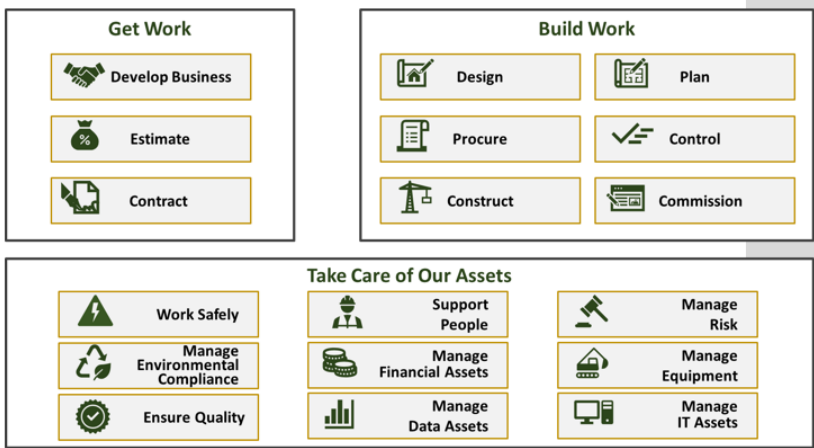 Get Work
Develop Business
%
Estimate
Contract
Build Work
Design
Plan
Procure
Control
Construct
Commission
Take Care of Our Assets
Work Safely
Support
People
Manage
Risk
Manage
Environmental
Compliance
Manage
Financial Assets
Manage
Equipment
Ensure Quality
Manage
Data Assets
Manage
IT Assets